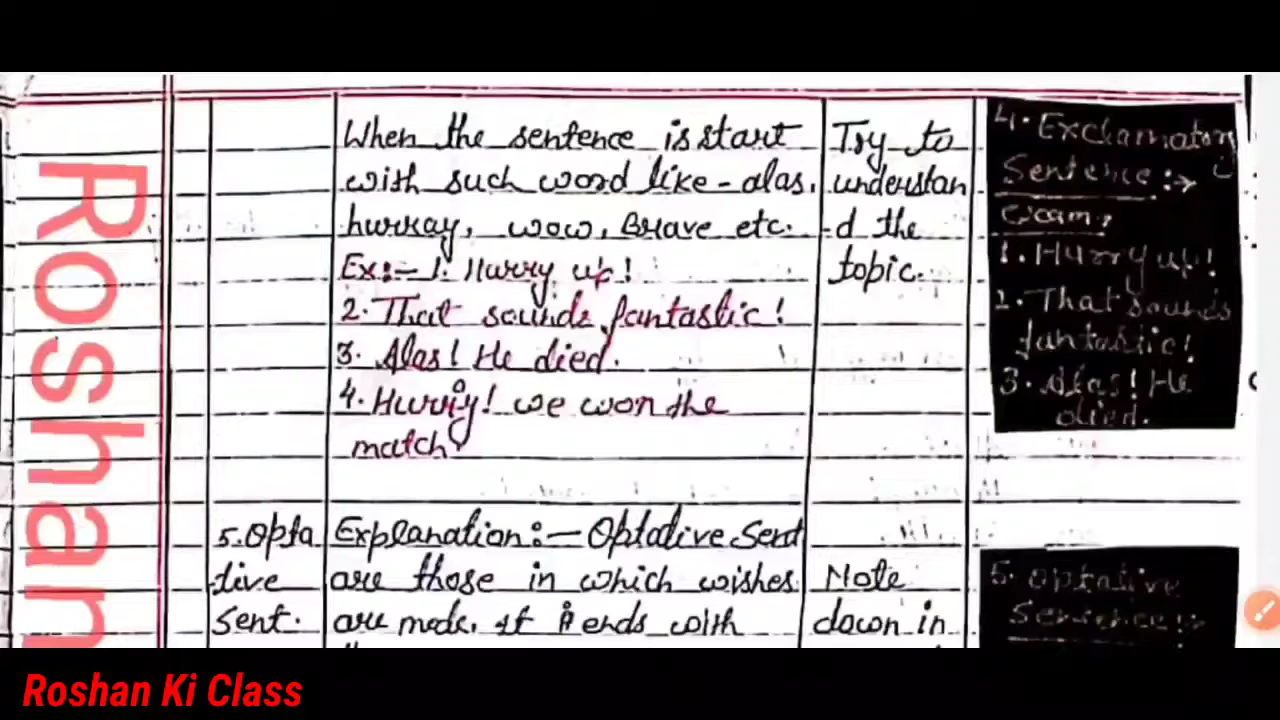 When the sentence is start
with such word like - alas,
hurray, wow, Brave etc.
Ex:- 1. Hurry up!
2. That sounds fantastic!
3. Alas! He died.
4. Hurriy! we won the
match
Try to
understan
d the
topic.
4. Exclamatory
Sentence :→
Exam.
1. Hurry up!
2. That sounds
fantastic!
3. Alas! He
died.
5. Opta
tive
sent.
Explanation:— Optative Sent
are those in which wishes
are made. It ends with
Note
down in
5. Optative
Sentence:-
Roshan
Roshan Ki Class